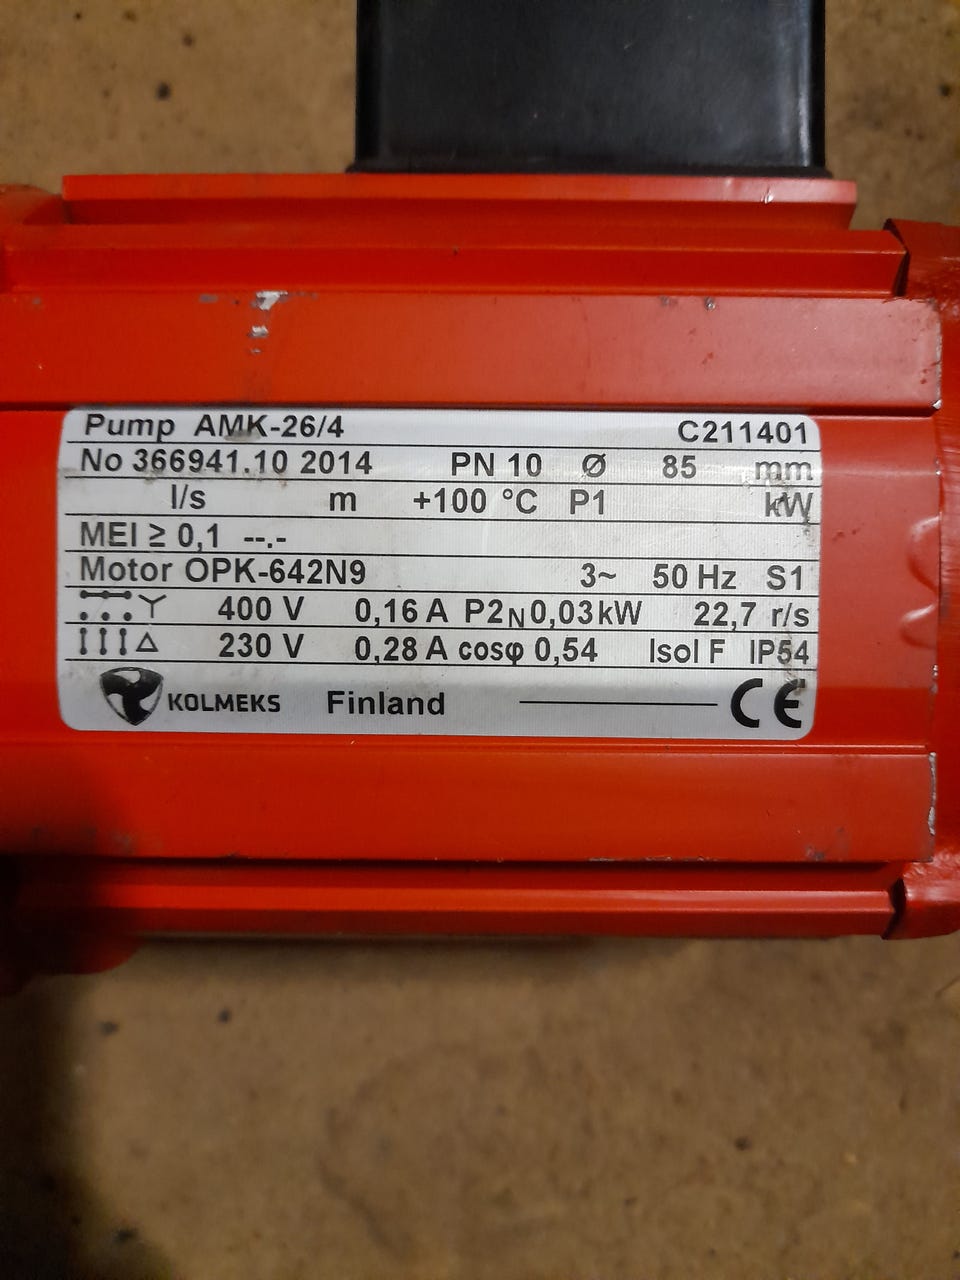 Pump AMK-26/4 C211401
No 366941.10 2014 PN 10 Ø 85 mm
l/s m +100 °C P1 kW
MEI ≥ 0,1 --.-
Motor OPK-642N9 3~ 50 Hz S1
400 V 0,16 A P2N 0,03kW 22,7 r/s
230 V 0,28 A cosφ 0,54 Isol F IP54
KOLMEKS Finland CE